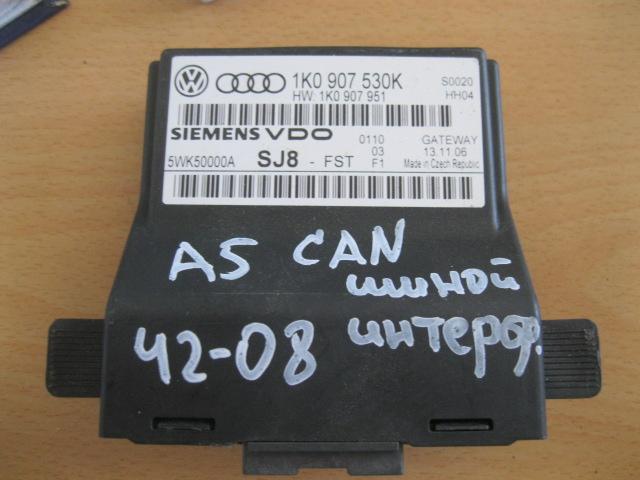 1K0 907 530K S0020
HW: 1K0 907 951 HH04
SIEMENS VDO 0110 GATEWAY
5WK50000A SJ8 - FST 03 13.11.06
F1 Made in Czech Republic
A5 CAN
шиной
42-08 интерф.